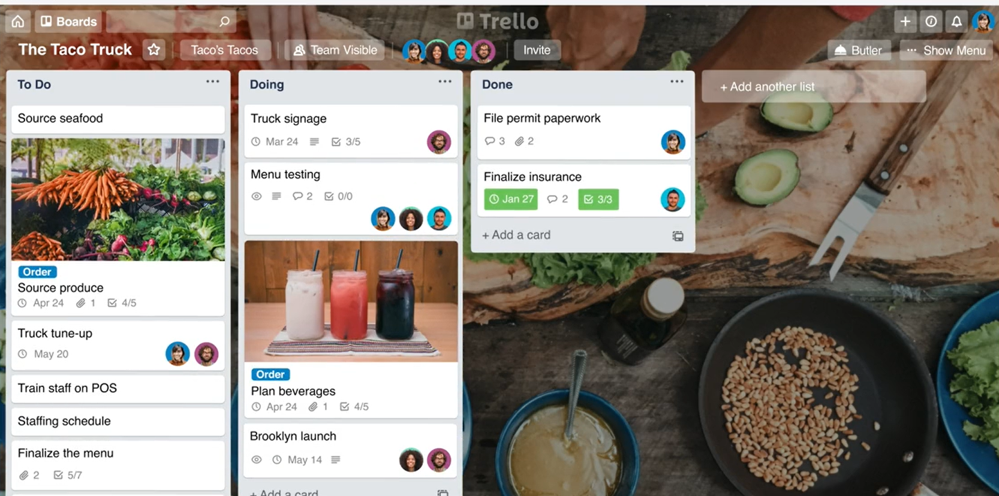 Boards
Trello
The Taco Truck
Taco's Tacos
Team Visible
Invite
Butler
··· Show Menu
To Do
Source seafood
Order
Source produce
Apr 24 1 4/5
Truck tune-up
May 20
Train staff on POS
Staffing schedule
Finalize the menu
2 5/7
Doing
Truck signage
Mar 24 3/5
Menu testing
2 0/0
Order
Plan beverages
Apr 24 1 4/5
Brooklyn launch
May 14
+ Add a card
Done
File permit paperwork
3 2
Finalize insurance
Jan 27 2 3/3
+ Add a card
+ Add another list